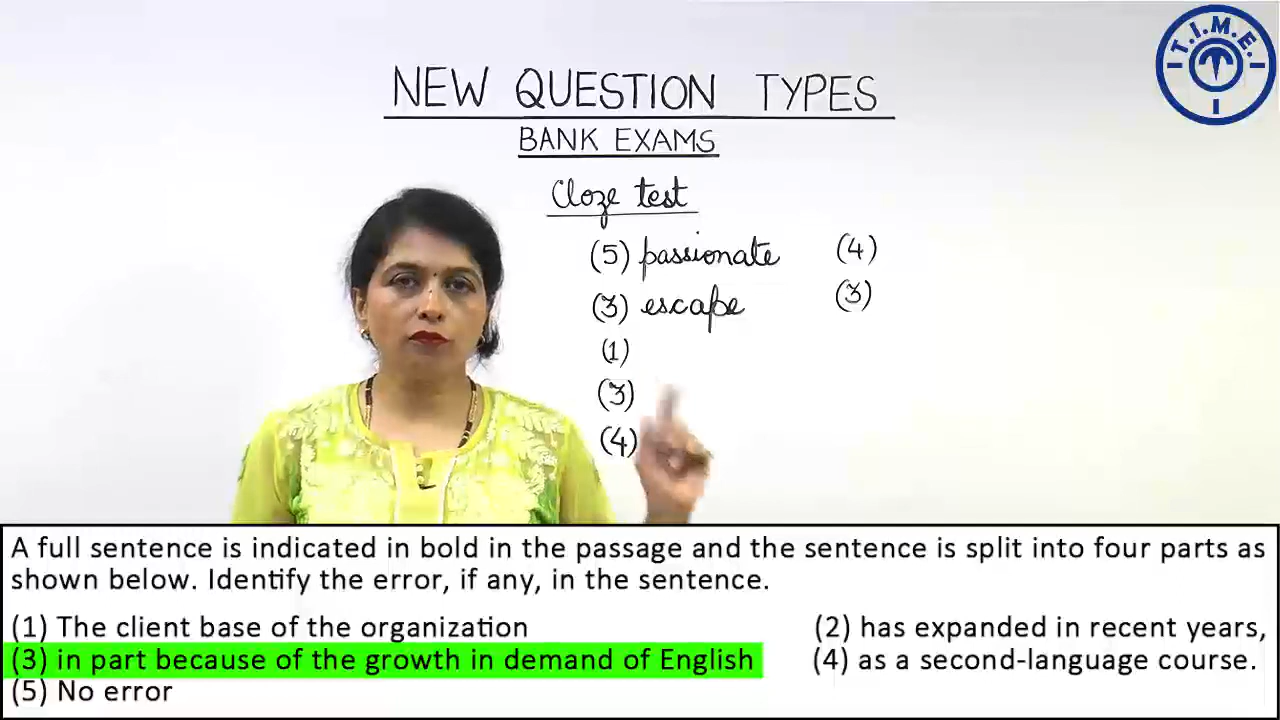 T.I.M.E.
NEW QUESTION TYPES
BANK EXAMS
Cloze test
(5) passionate (4)
(3) escape (3)
(1)
(3)
(4)
A full sentence is indicated in bold in the passage and the sentence is split into four parts as
shown below. Identify the error, if any, in the sentence.
(1) The client base of the organization (2) has expanded in recent years,
(3) in part because of the growth in demand of English (4) as a second-language course.
(5) No error